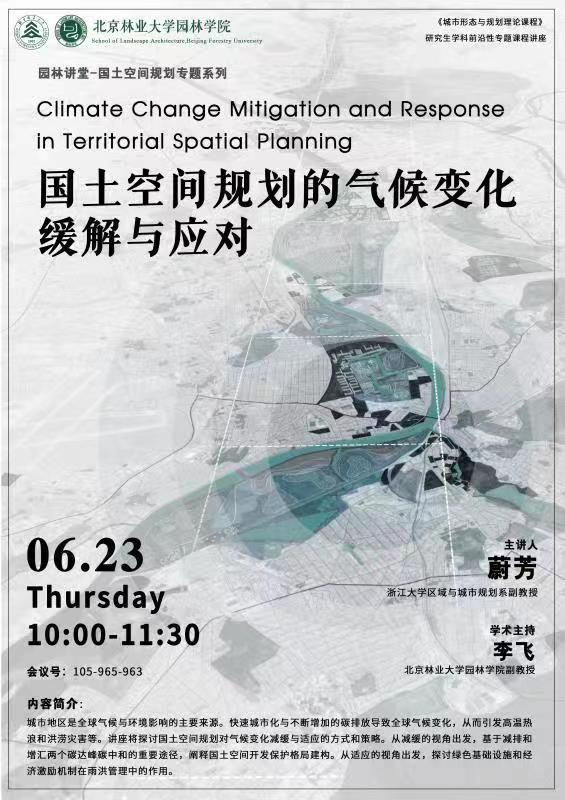 北京林业大学园林学院
School of Landscape Architecture,Beijing Forestry University
《城市形态与规划理论课程》
研究生学科前沿性专题课程讲座
园林讲堂-国土空间规划专题系列
Climate Change Mitigation and Response
in Territorial Spatial Planning
国土空间规划的气候变化
缓解与应对
06.23
Thursday
10:00-11:30
会议号：105-965-963
主讲人
蔚芳
浙江大学区域与城市规划系副教授
学术主持
李飞
北京林业大学园林学院副教授
内容简介：
城市地区是全球气候与环境影响的主要来源。快速城市化与不断增加的碳排放导致全球气候变化，从而引发高温热
浪和洪涝灾害等。讲座将探讨国土空间规划对气候变化减缓与适应的方式和策略。从减缓的视角出发，基于减排和
增汇两个碳达峰碳中和的重要途径，阐释国土空间开发保护格局建构。从适应的视角出发，探讨绿色基础设施和经
济激励机制在雨洪管理中的作用。